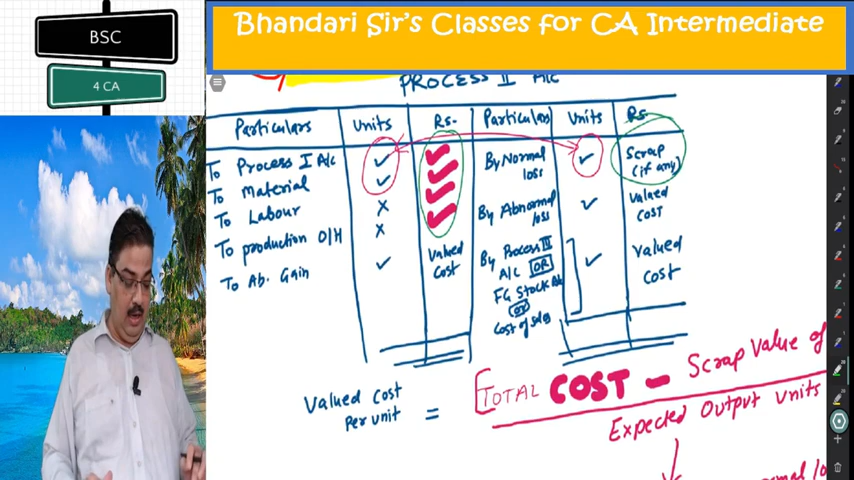 BSC
4 CA
Bhandari Sir's Classes for CA Intermediate
PROCESS II A/C
Particulars Units Rs. Particulars Units Rs.
To Process I A/C
To Material
To Labour
To production O/H
To Ab. Gain
Valued
Cost
By Normal
loss
By Abnormal
loss
By Process III
A/C OR
FG Stock
OR
Cost of
Scrap
(if any)
Valued
Cost
Valued
Cost
Valued Cost
Per unit = [TOTAL COST - Scrap Value of
Expected Output Units